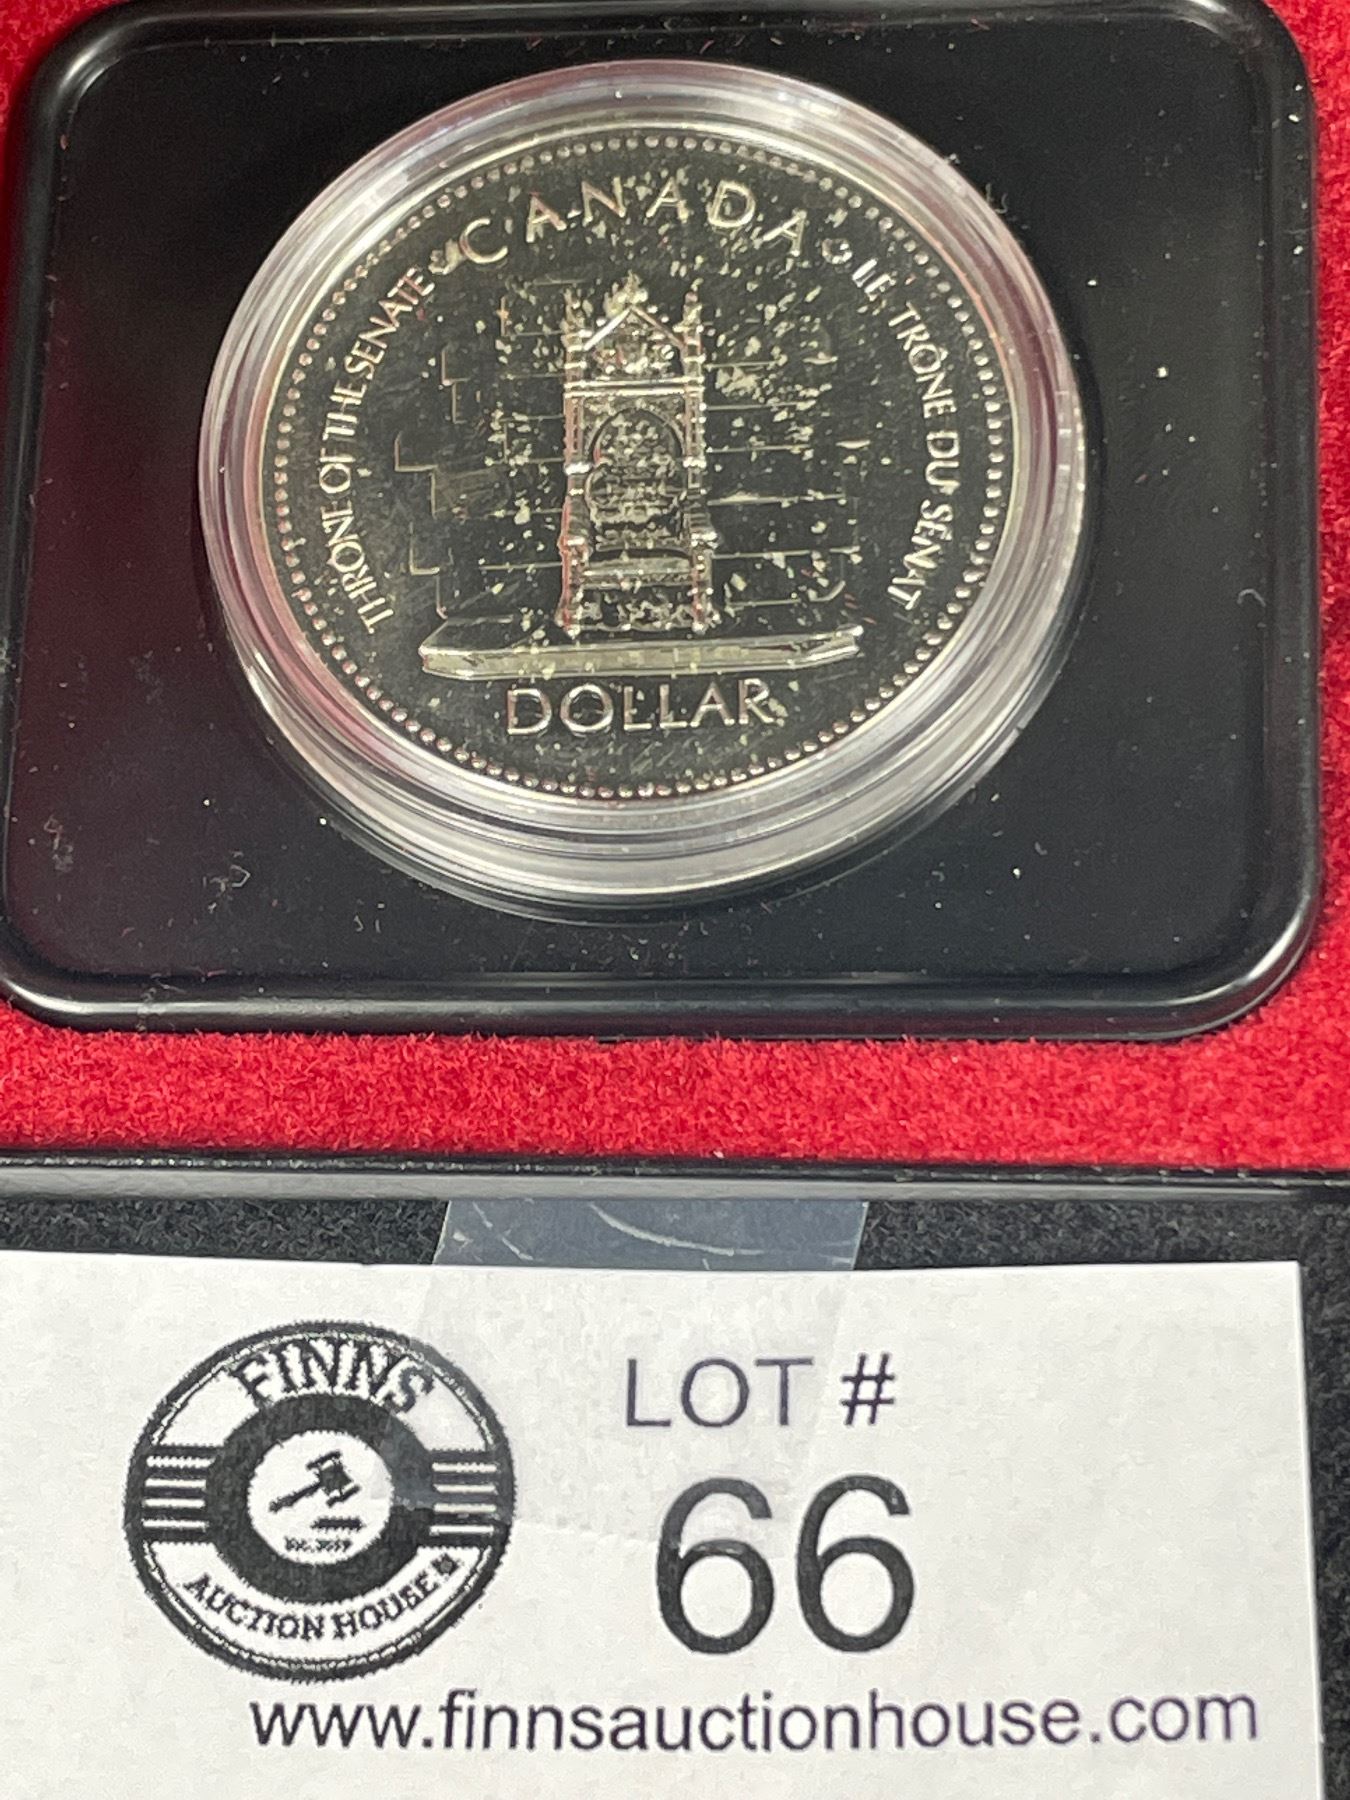 CANADA
THRONE OF THE SENATE
LE TRÔNE DU SÉNAT
DOLLAR
FINNS
AUCTION HOUSE
LOT #
66
www.finnsauctionhouse.com